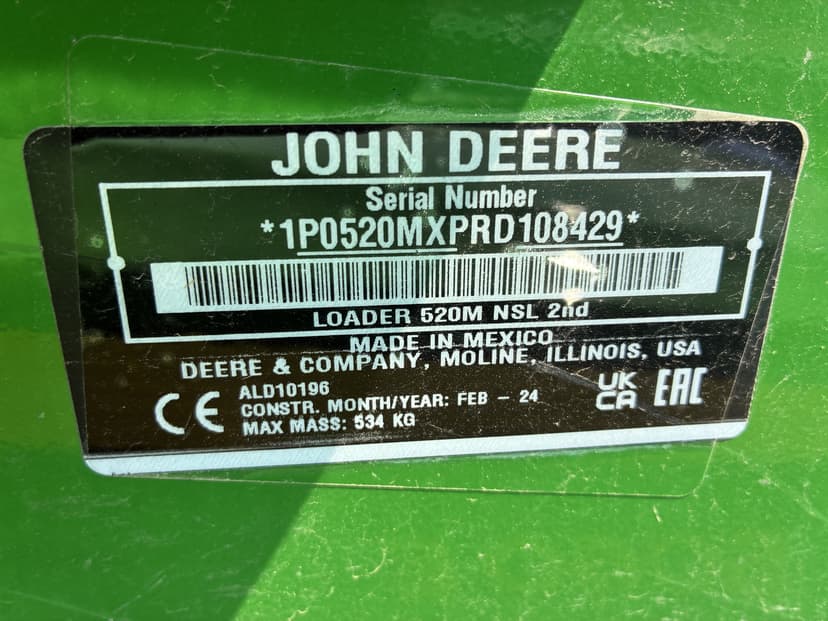 JOHN DEERE
Serial Number
*1P0520MXPRD108429*
LOADER 520M NSL 2nd
MADE IN MEXICO
DEERE & COMPANY, MOLINE, ILLINOIS, USA
ALD10196
CE CONSTR. MONTH/YEAR: FEB - 24 UK CA EAC
MAX MASS: 534 KG